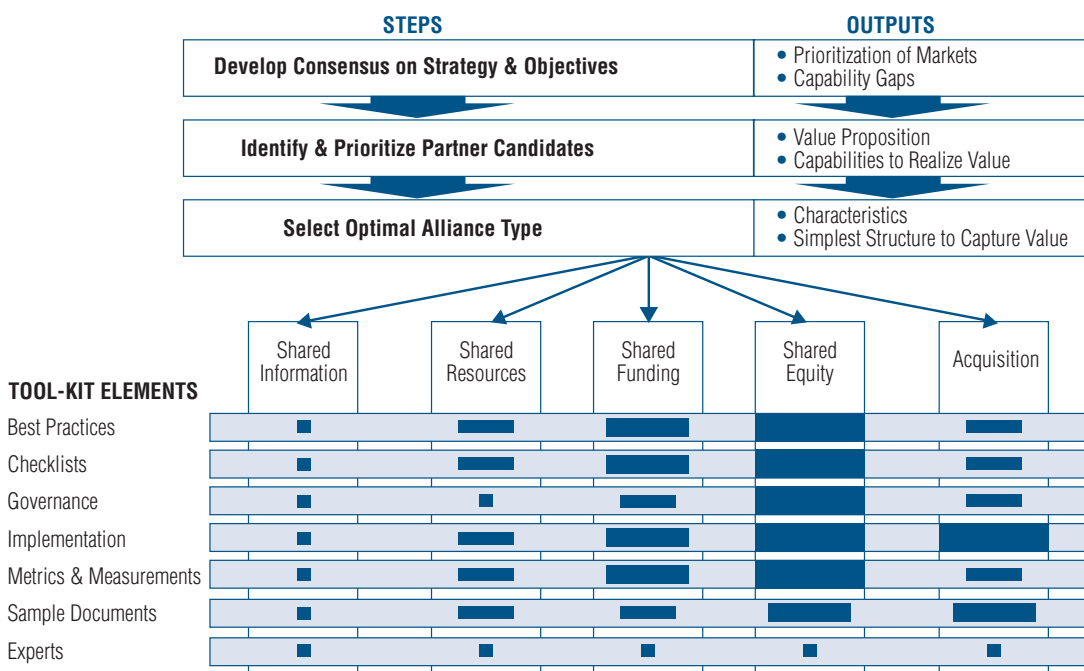 STEPS
OUTPUTS
Develop Consensus on Strategy & Objectives
• Prioritization of Markets
• Capability Gaps
Identify & Prioritize Partner Candidates
• Value Proposition
• Capabilities to Realize Value
Select Optimal Alliance Type
• Characteristics
• Simplest Structure to Capture Value
Shared
Information
Shared
Resources
Shared
Funding
Shared
Equity
Acquisition
TOOL-KIT ELEMENTS
Best Practices
Checklists
Governance
Implementation
Metrics & Measurements
Sample Documents
Experts